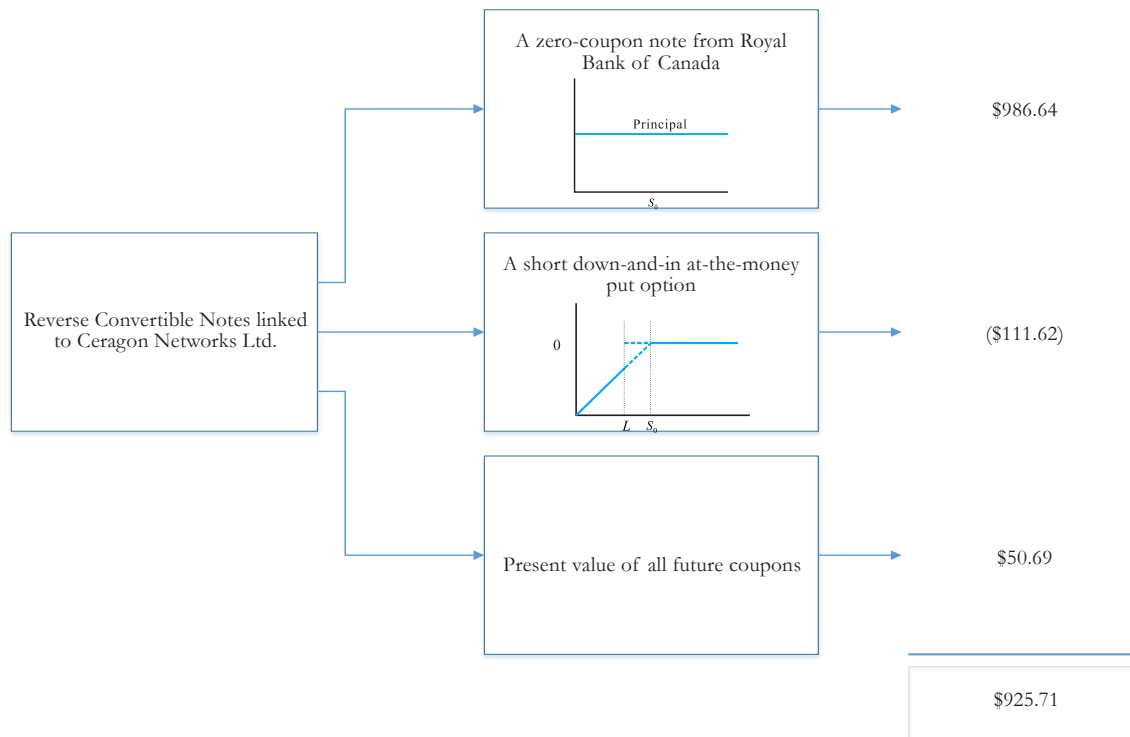 A zero-coupon note from Royal
Bank of Canada
Principal
S₀
$986.64
Reverse Convertible Notes linked
to Ceragon Networks Ltd.
A short down-and-in at-the-money
put option
0
L S₀
($111.62)
Present value of all future coupons
$50.69
$925.71